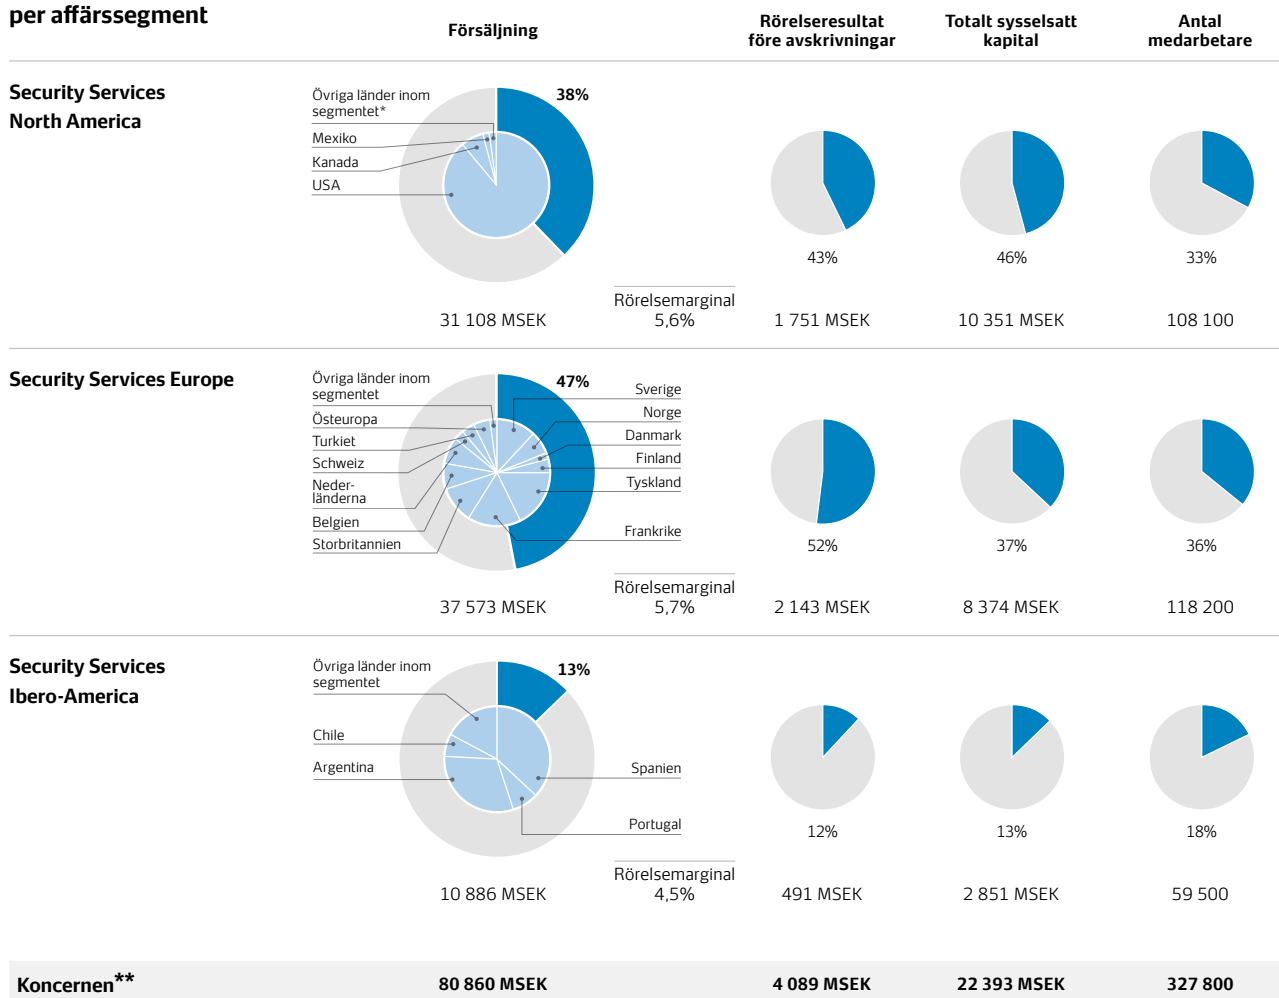 per affärssegment
Försäljning
Rörelseresultat
före avskrivningar
Totalt sysselsatt
kapital
Antal
medarbetare
Security Services
North America
Övriga länder inom
segmentet*
Mexiko
Kanada
USA
38%
43%
46%
33%
Rörelsemarginal
31 108 MSEK
5,6%
1 751 MSEK
10 351 MSEK
108 100
Security Services Europe
Övriga länder inom
segmentet
Östeuropa
Turkiet
Schweiz
Neder-
länderna
Belgien
Storbritannien
47%
Sverige
Norge
Danmark
Finland
Tyskland
Frankrike
52%
37%
36%
Rörelsemarginal
37 573 MSEK
5,7%
2 143 MSEK
8 374 MSEK
118 200
Security Services
Ibero-America
Övriga länder inom
segmentet
Chile
Argentina
13%
Spanien
Portugal
12%
13%
18%
Rörelsemarginal
10 886 MSEK
4,5%
491 MSEK
2 851 MSEK
59 500
Koncernen**
80 860 MSEK
4 089 MSEK
22 393 MSEK
327 800